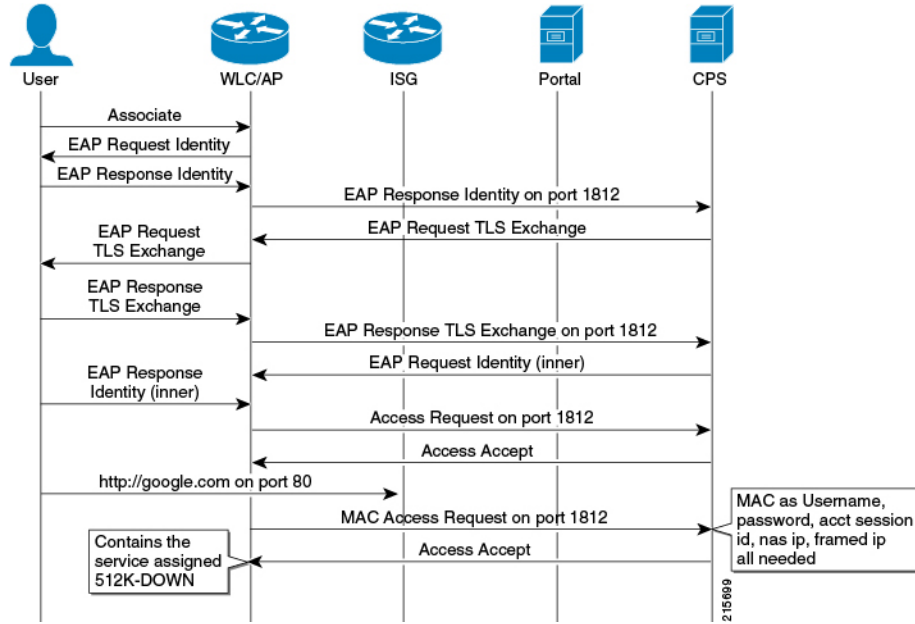 User
WLC/AP
ISG
Portal
CPS
Associate
EAP Request Identity
EAP Response Identity
EAP Response Identity on port 1812
EAP Request TLS Exchange
EAP Request
TLS Exchange
EAP Response
TLS Exchange
EAP Response TLS Exchange on port 1812
EAP Request Identity (inner)
EAP Response
Identity (inner)
Access Request on port 1812
Access Accept
http://google.com on port 80
MAC Access Request on port 1812
MAC as Username,
password, acct session
id, nas ip, framed ip
all needed
Access Accept
Contains the
service assigned
512K-DOWN
215699